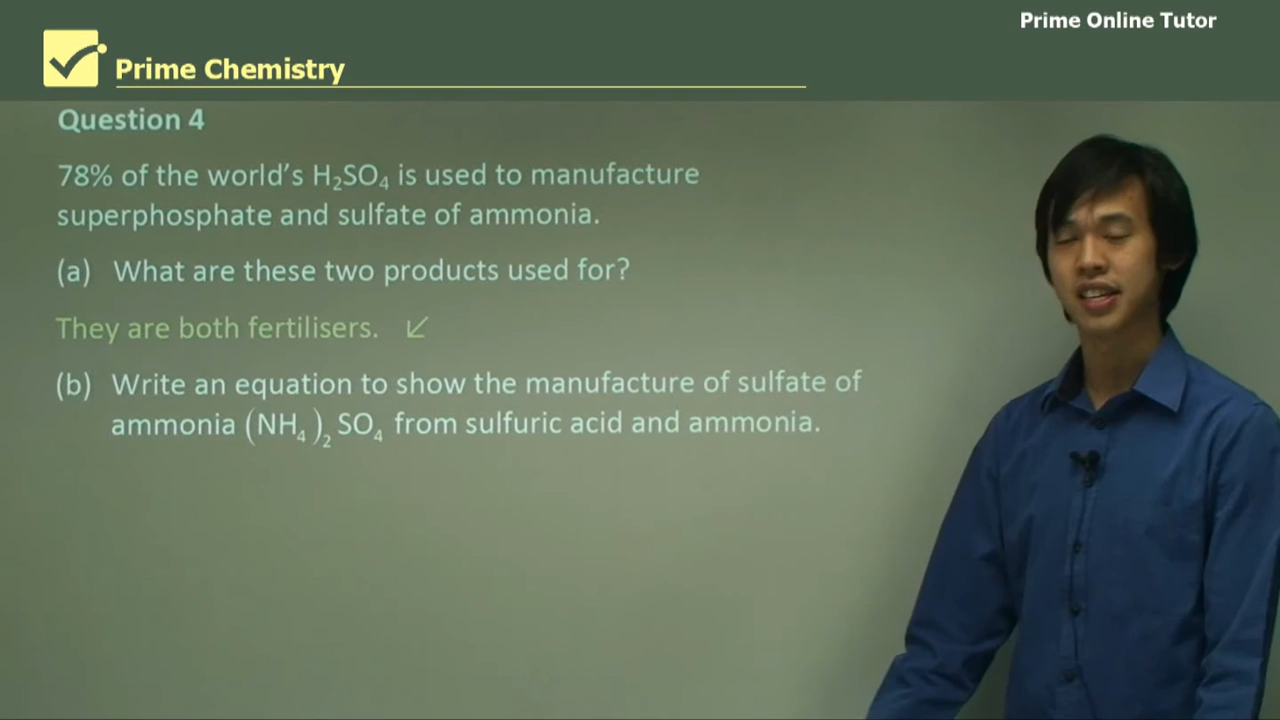 Prime Online Tutor
Prime Chemistry
Question 4
78% of the world's H₂SO₄ is used to manufacture
superphosphate and sulfate of ammonia.
(a) What are these two products used for?
They are both fertilisers.
(b) Write an equation to show the manufacture of sulfate of
ammonia (NH₄)₂ SO₄ from sulfuric acid and ammonia.